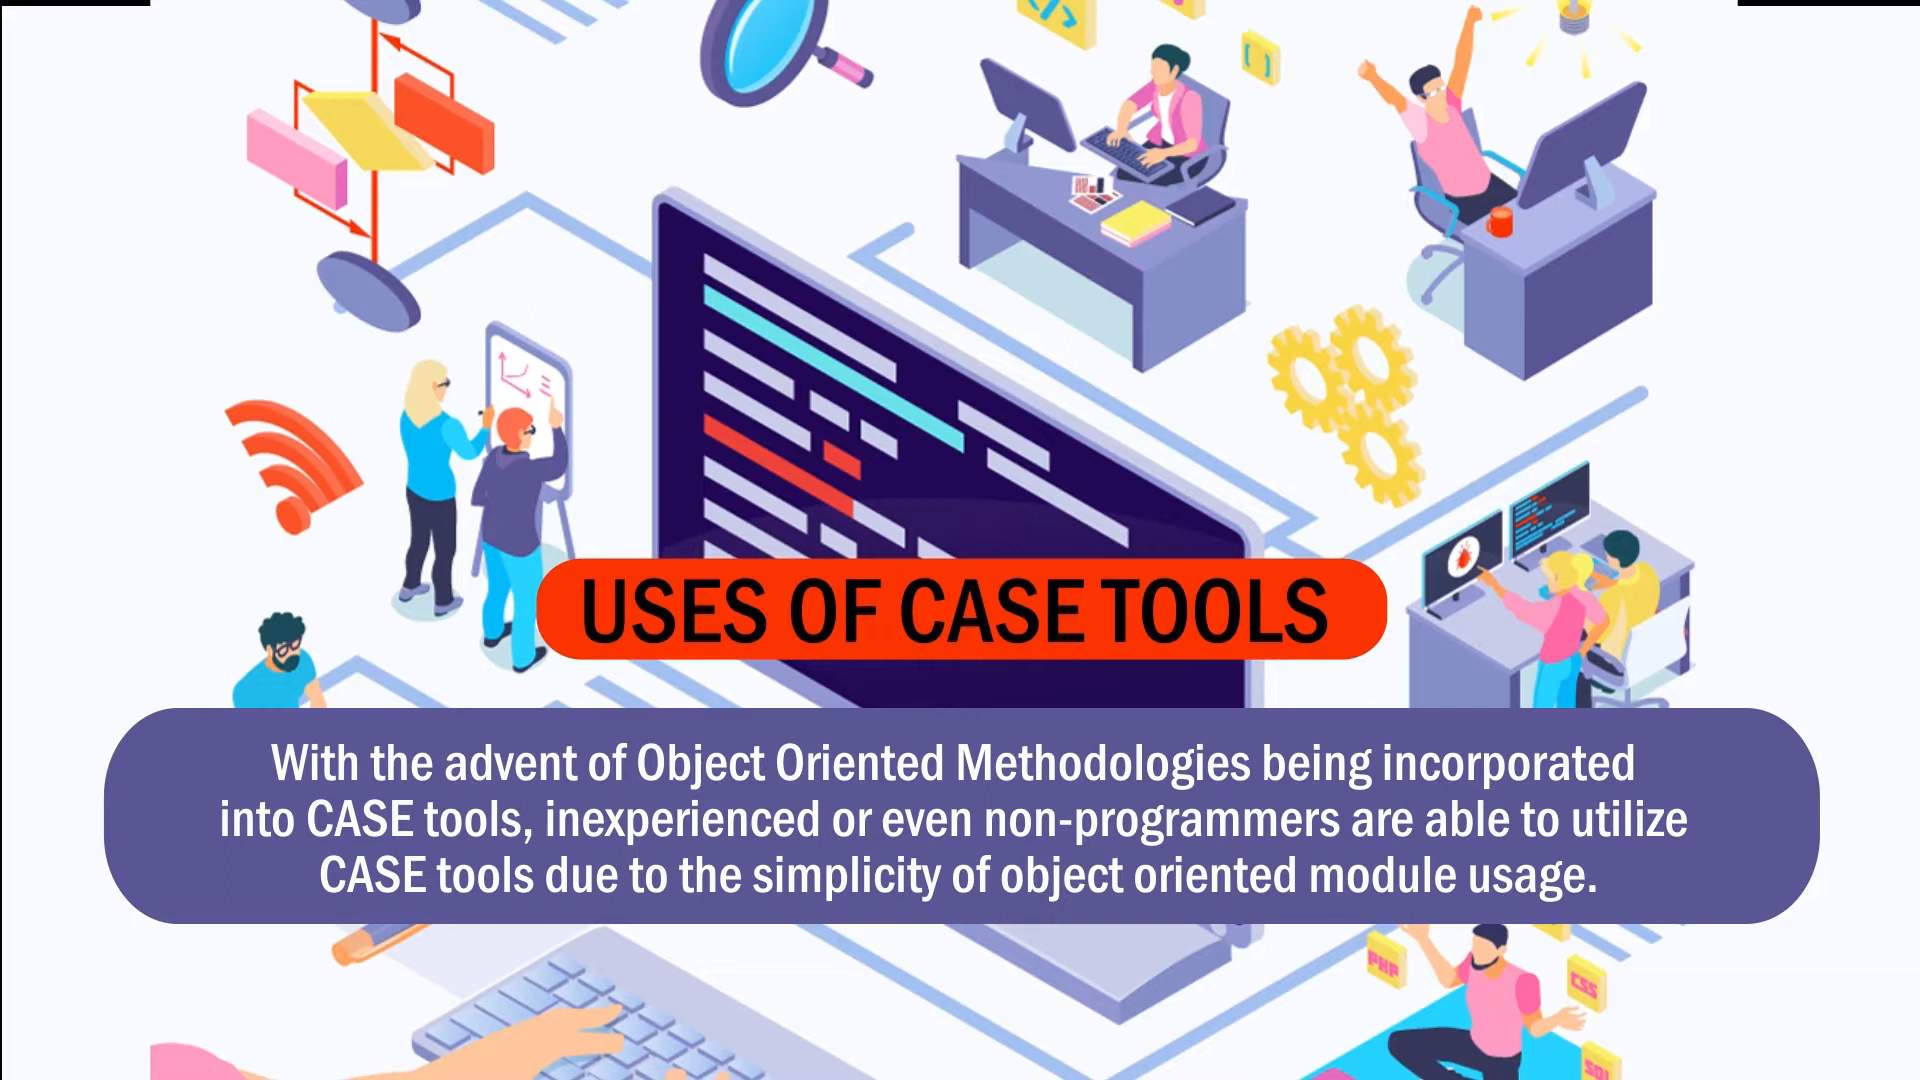 </>
{ }
USES OF CASE TOOLS
With the advent of Object Oriented Methodologies being incorporated
into CASE tools, inexperienced or even non-programmers are able to utilize
CASE tools due to the simplicity of object oriented module usage.
PHP
CSS
SQL